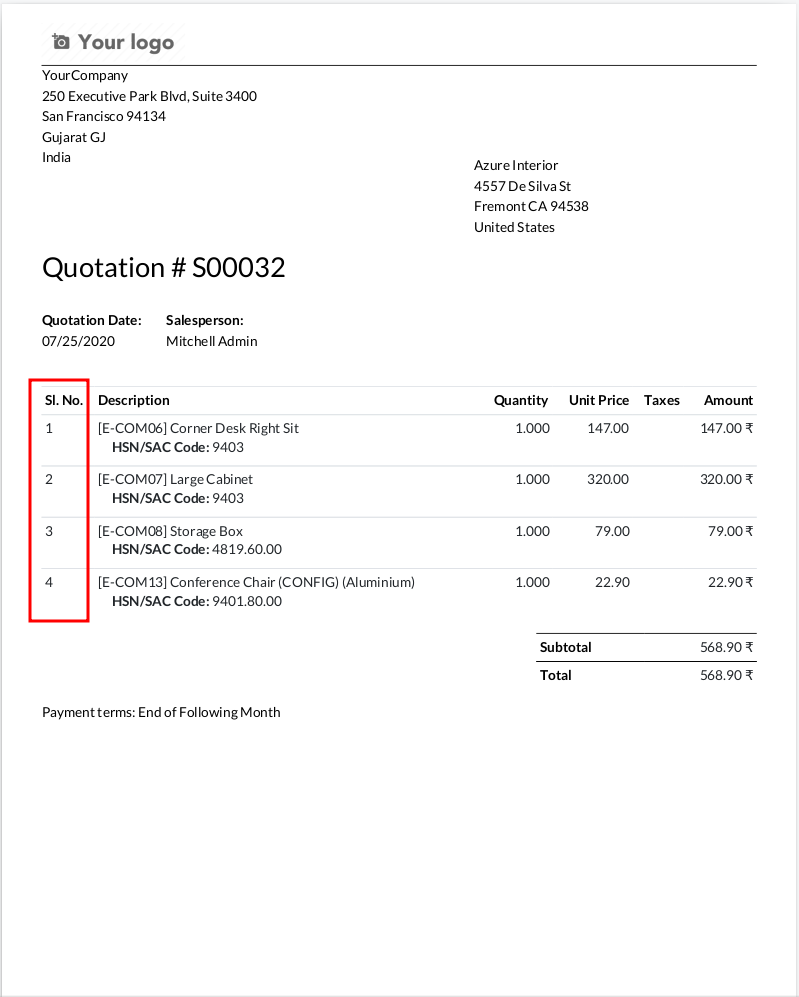 Your logo
YourCompany
250 Executive Park Blvd, Suite 3400
San Francisco 94134
Gujarat GJ
India
Azure Interior
4557 De Silva St
Fremont CA 94538
United States
Quotation # S00032
Quotation Date: Salesperson:
07/25/2020 Mitchell Admin
Sl. No. Description Quantity Unit Price Taxes Amount
1 [E-COM06] Corner Desk Right Sit 1.000 147.00 147.00 ₹
HSN/SAC Code: 9403
2 [E-COM07] Large Cabinet 1.000 320.00 320.00 ₹
HSN/SAC Code: 9403
3 [E-COM08] Storage Box 1.000 79.00 79.00 ₹
HSN/SAC Code: 4819.60.00
4 [E-COM13] Conference Chair (CONFIG) (Aluminium) 1.000 22.90 22.90 ₹
HSN/SAC Code: 9401.80.00
Subtotal 568.90 ₹
Total 568.90 ₹
Payment terms: End of Following Month